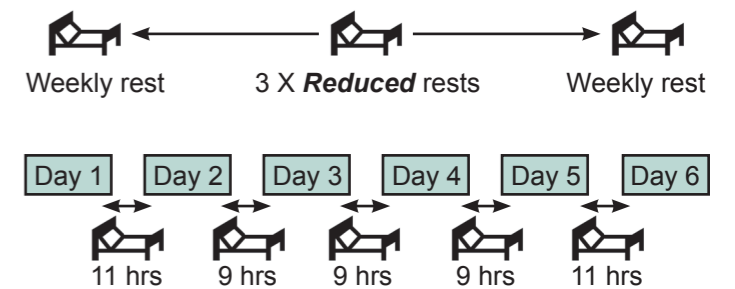 Weekly rest 3 X Reduced rests Weekly rest
Day 1 Day 2 Day 3 Day 4 Day 5 Day 6
11 hrs 9 hrs 9 hrs 9 hrs 11 hrs